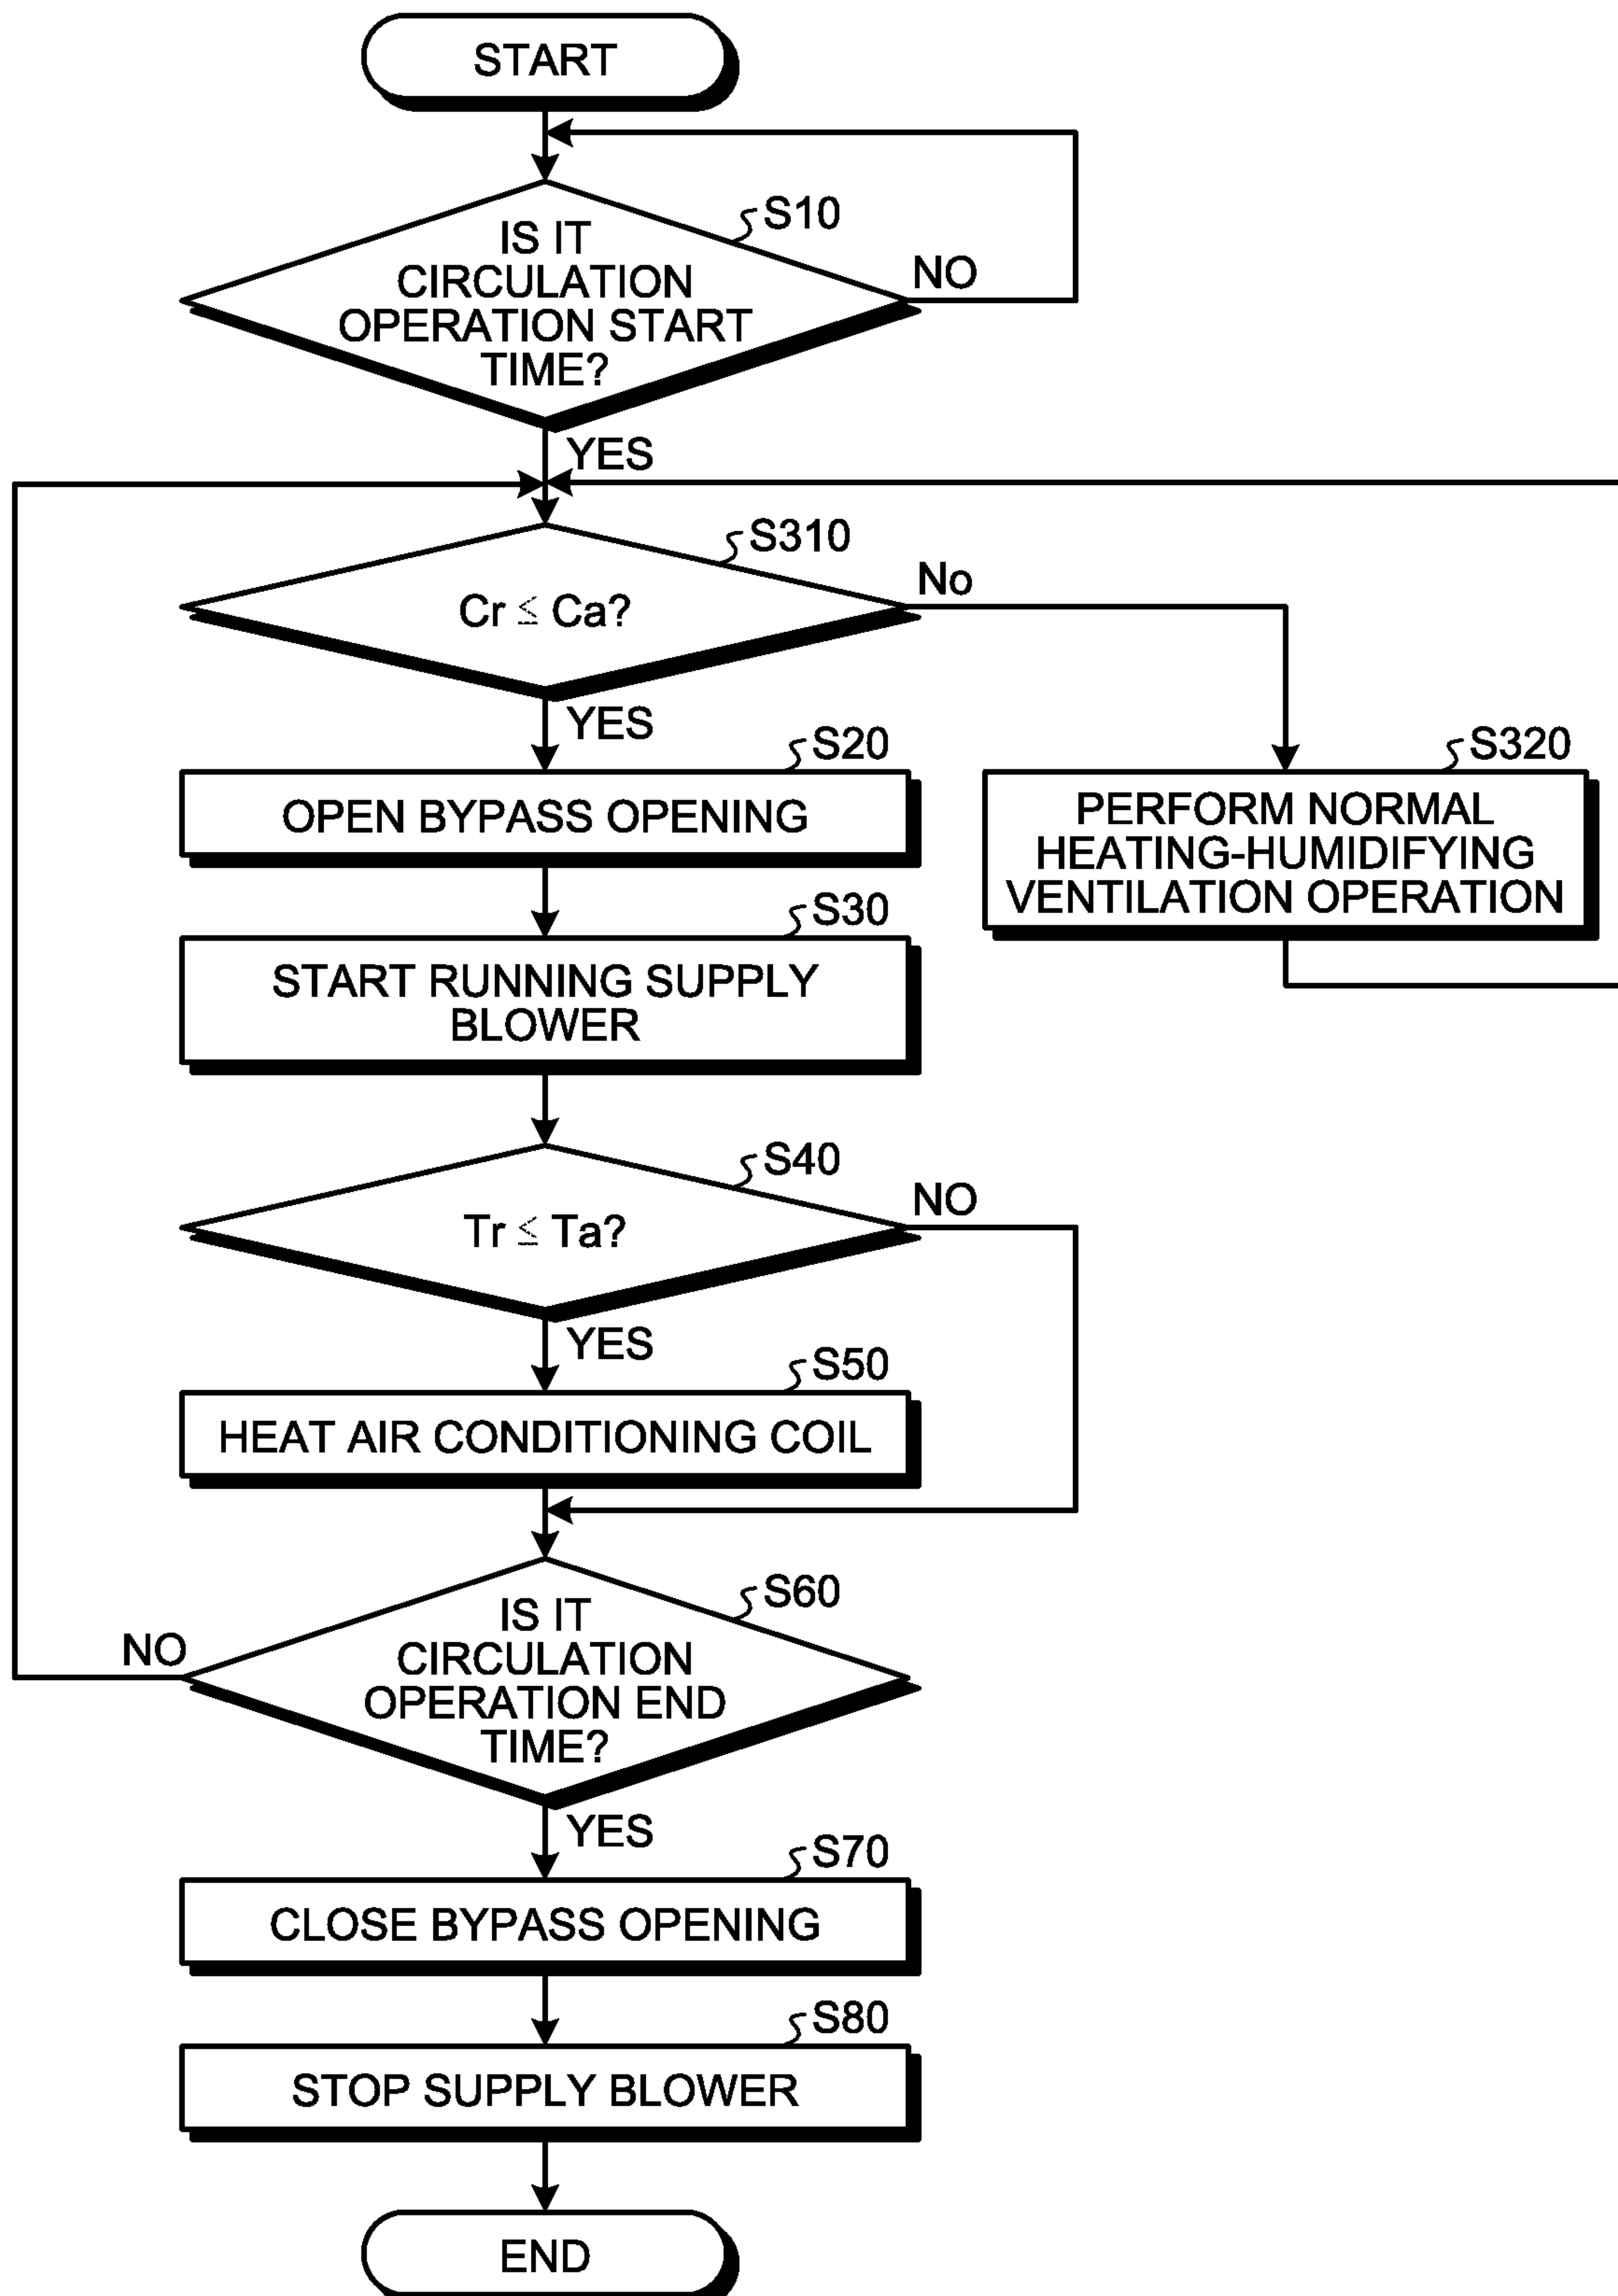 START
S10
IS IT
CIRCULATION
OPERATION START
TIME?
NO
YES
S310
Cr ≦ Ca?
No
YES
S20
OPEN BYPASS OPENING
S320
PERFORM NORMAL
HEATING-HUMIDIFYING
VENTILATION OPERATION
S30
START RUNNING SUPPLY
BLOWER
S40
Tr ≦ Ta?
NO
YES
S50
HEAT AIR CONDITIONING COIL
S60
IS IT
CIRCULATION
OPERATION END
TIME?
NO
YES
S70
CLOSE BYPASS OPENING
S80
STOP SUPPLY BLOWER
END